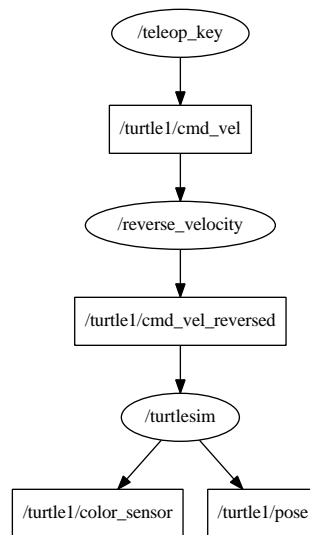 /teleop_key
/turtle1/cmd_vel
/reverse_velocity
/turtle1/cmd_vel_reversed
/turtlesim
/turtle1/color_sensor
/turtle1/pose